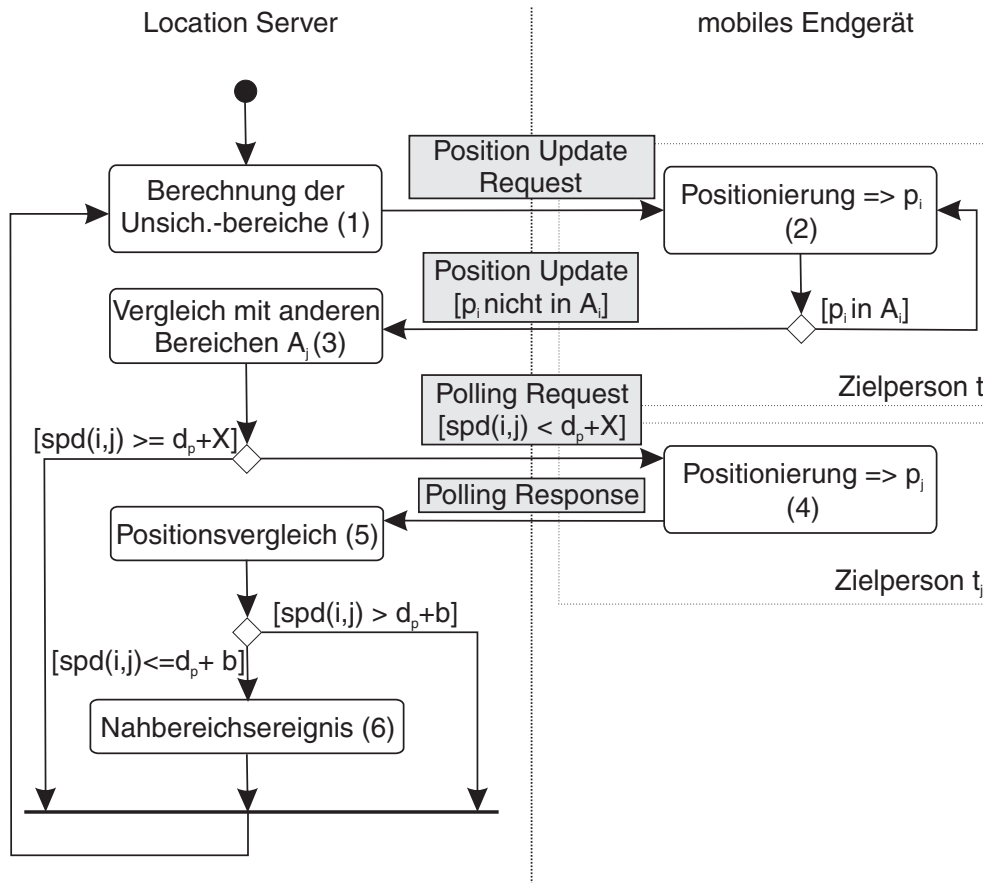 Location Server
mobiles Endgerät
Position Update
Request
Berechnung der
Unsich.-bereiche (1)
Positionierung => pᵢ
(2)
Position Update
[pᵢ nicht in Aᵢ]
[pᵢ in Aᵢ]
Vergleich mit anderen
Bereichen Aⱼ (3)
Zielperson t
Polling Request
[spd(i,j) < dₚ+X]
[spd(i,j) >= dₚ+X]
Positionierung => pⱼ
(4)
Polling Response
Positionsvergleich (5)
Zielperson tⱼ
[spd(i,j) > dₚ+b]
[spd(i,j)<=dₚ+ b]
Nahbereichsereignis (6)